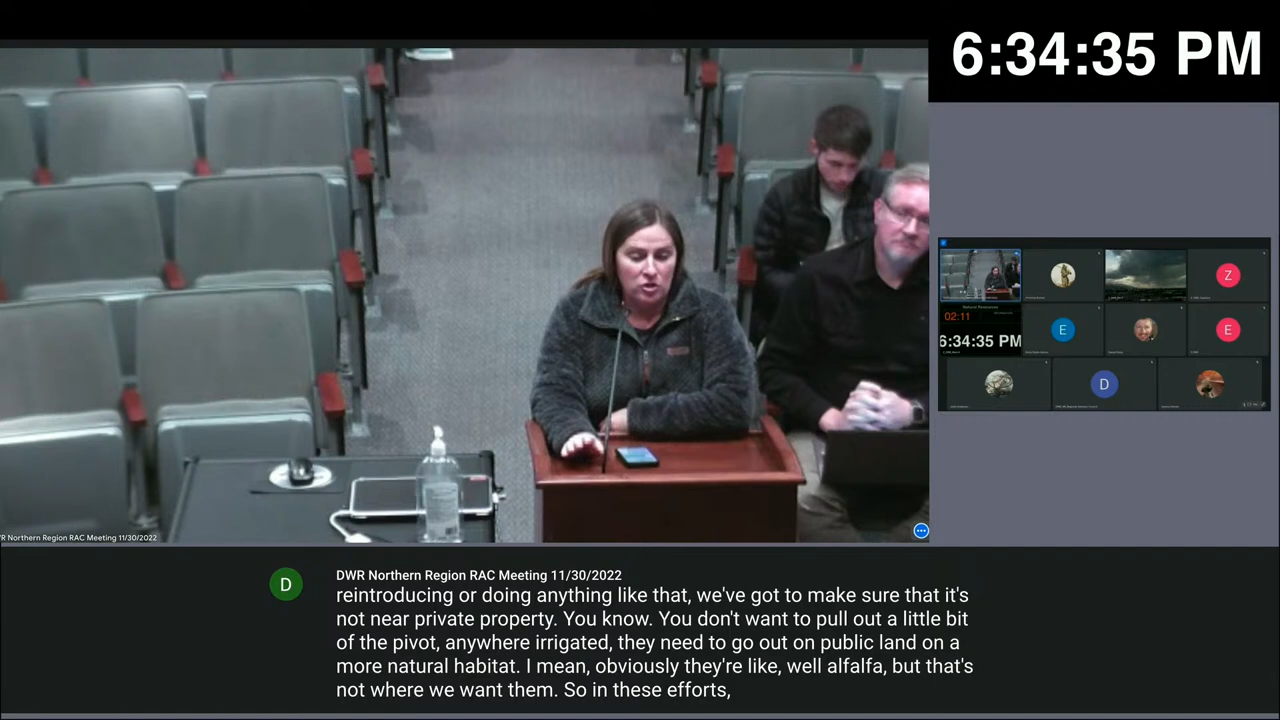 6:34:35 PM
Z
02:11
6:34:35 PM
E
E
D
R Northern Region RAC Meeting 11/30/2022
D
DWR Northern Region RAC Meeting 11/30/2022
reintroducing or doing anything like that, we've got to make sure that it's
not near private property. You know. You don't want to pull out a little bit
of the pivot, anywhere irrigated, they need to go out on public land on a
more natural habitat. I mean, obviously they're like, well alfalfa, but that's
not where we want them. So in these efforts,